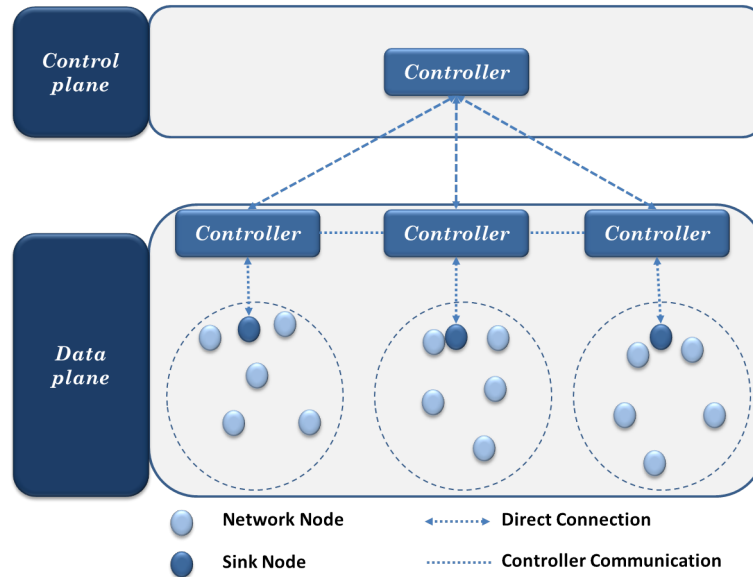 Control
plane
Controller
Controller
Controller
Controller
Data
plane
Network Node
Direct Connection
Sink Node
Controller Communication